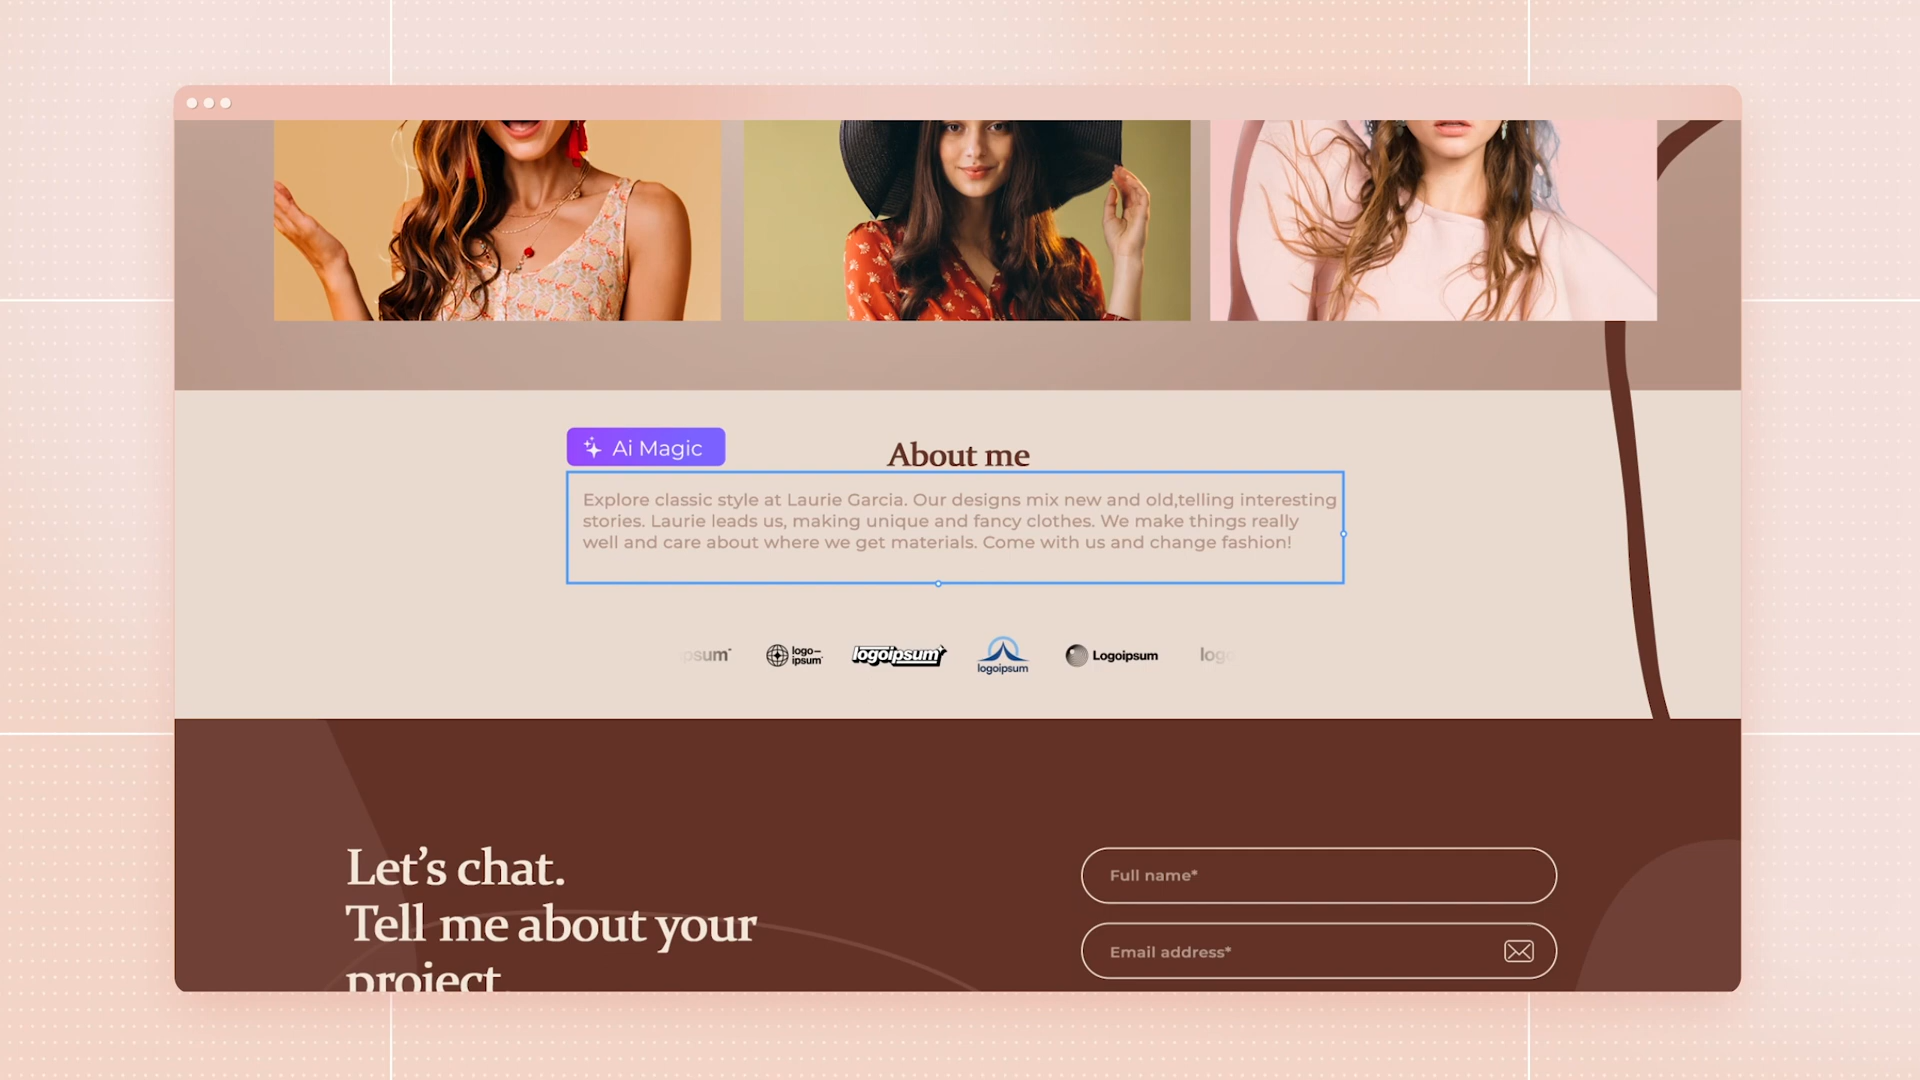 Ai Magic
About me
Explore classic style at Laurie Garcia. Our designs mix new and old,telling interesting
stories. Laurie leads us, making unique and fancy clothes. We make things really
well and care about where we get materials. Come with us and change fashion!
psum logo– logoipsum Logoipsum logo
ipsum
logoipsum
Let’s chat.
Tell me about your
project.
Full name*
Email address*